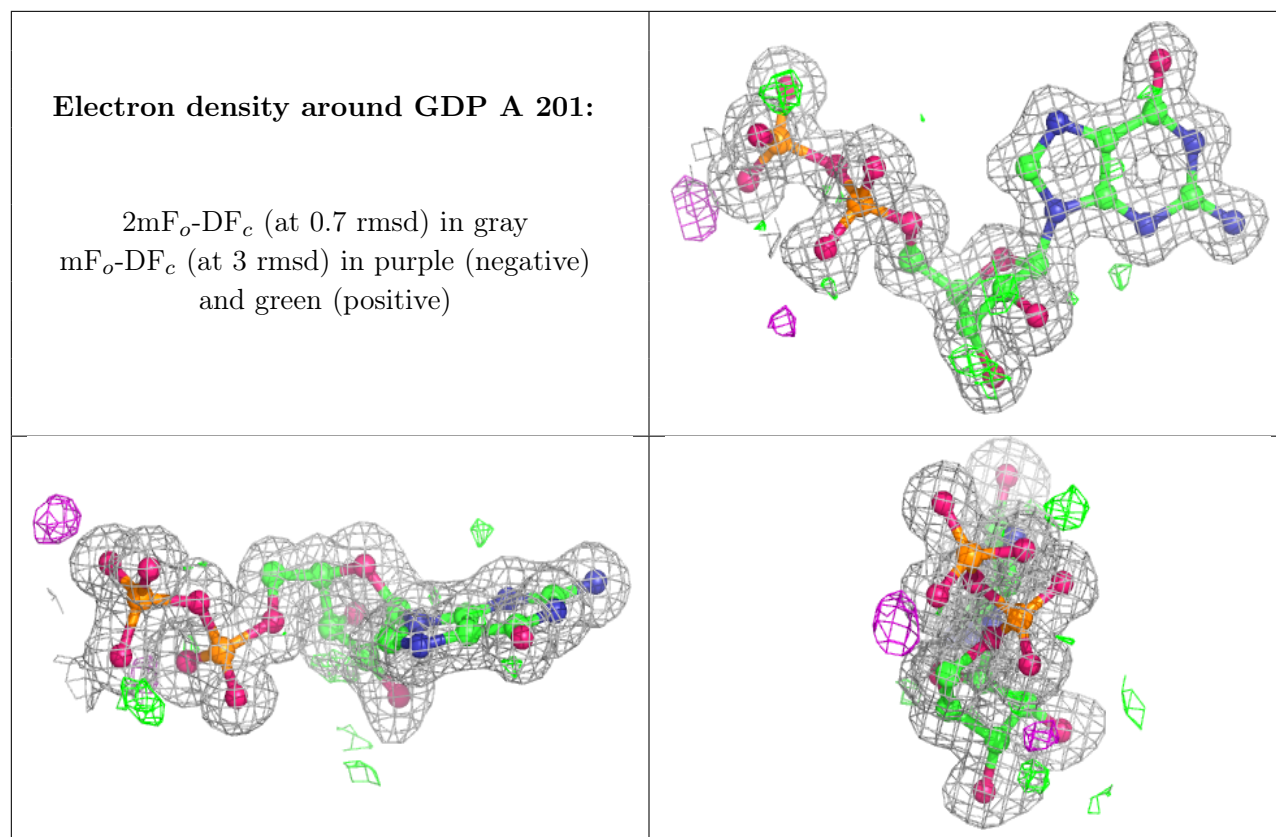 Electron density around GDP A 201:
2mFo-DFc (at 0.7 rmsd) in gray
mFo-DFc (at 3 rmsd) in purple (negative)
and green (positive)